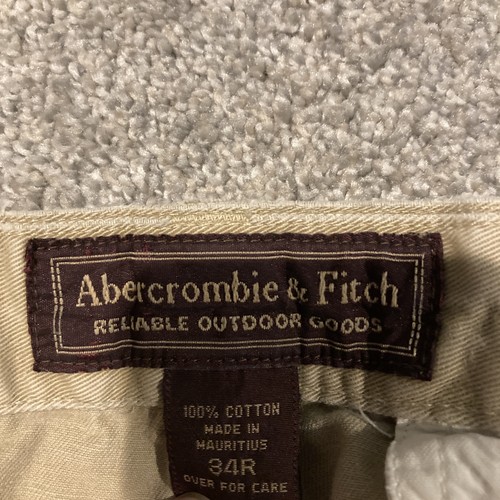 Abercrombie & Fitch
RELIABLE OUTDOOR GOODS
100% COTTON
MADE IN
MAURITIUS
34R
OVER FOR CARE